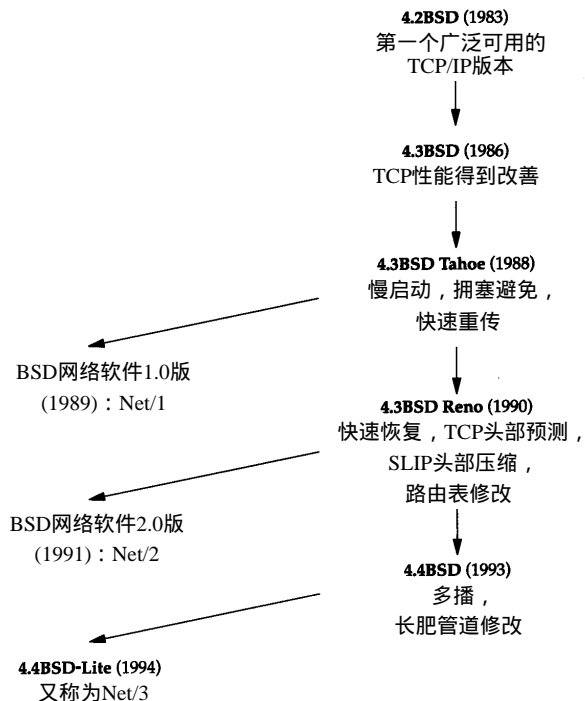 4.2BSD (1983)
第一个广泛可用的
TCP/IP版本
4.3BSD (1986)
TCP性能得到改善
4.3BSD Tahoe (1988)
慢启动，拥塞避免，
快速重传
BSD网络软件1.0版
(1989)：Net/1
4.3BSD Reno (1990)
快速恢复，TCP头部预测，
SLIP头部压缩，
路由表修改
BSD网络软件2.0版
(1991)：Net/2
4.4BSD (1993)
多播，
长肥管道修改
4.4BSD-Lite (1994)
又称为Net/3